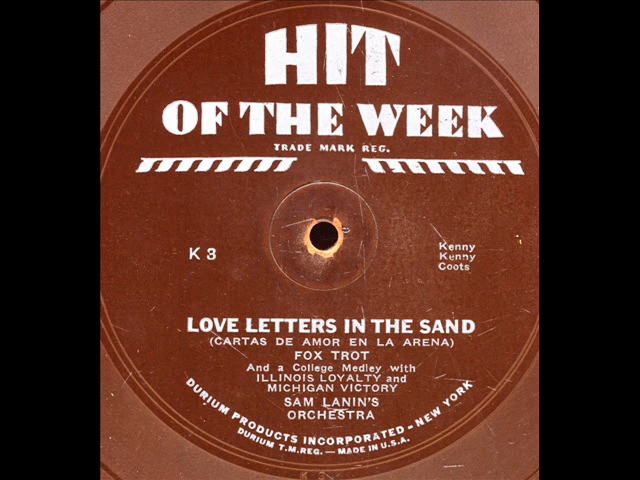 HIT
OF THE WEEK
TRADE MARK REG.
K 3
Kenny
Kenny
Coots
LOVE LETTERS IN THE SAND
(CARTAS DE AMOR EN LA ARENA)
FOX TROT
And a College Medley with
ILLINOIS LOYALTY and
MICHIGAN VICTORY
SAM LANIN'S
ORCHESTRA
DURIUM PRODUCTS INCORPORATED - NEW YORK
DURIUM T.M. REG. — MADE IN U.S.A.